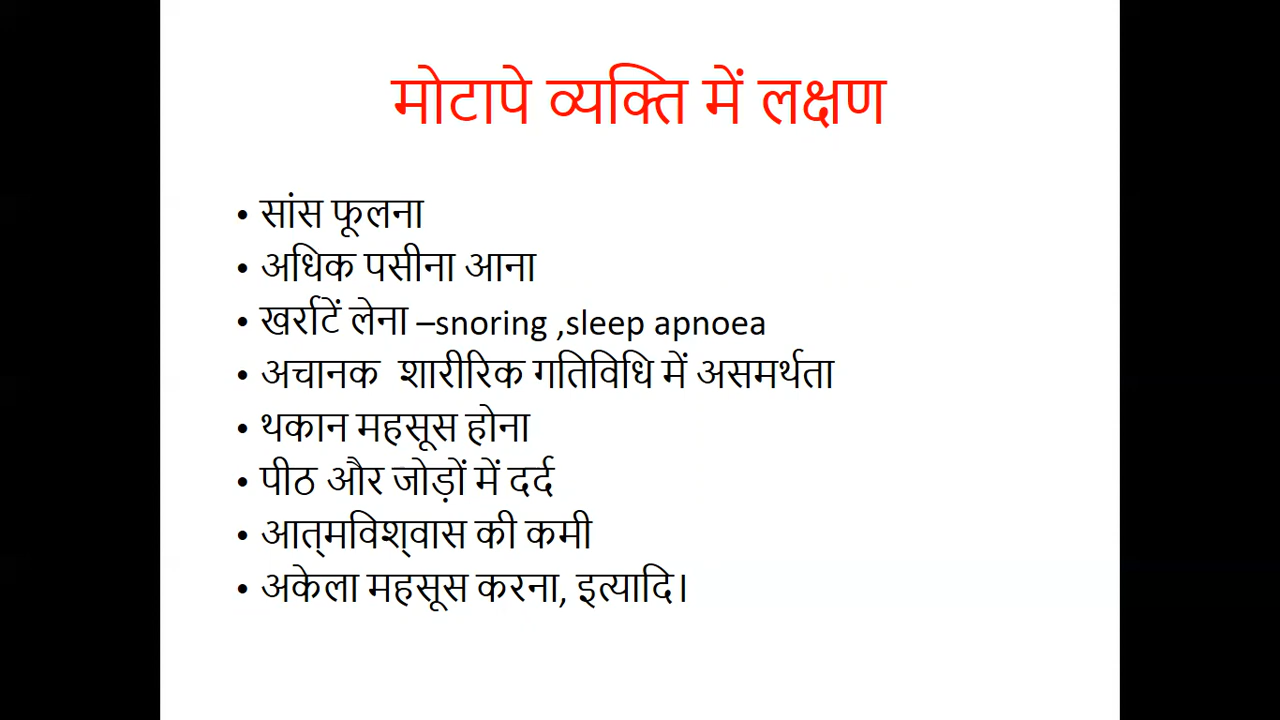 मोटापे व्यक्ति में लक्षण
• सांस फूलना
• अधिक पसीना आना
• खर्राटें लेना –snoring ,sleep apnoea
• अचानक  शारीरिक गतिविधि में असमर्थता
• थकान महसूस होना
• पीठ और जोड़ों में दर्द
• आत्‌मविश्‌वास की कमी
• अकेला महसूस करना, इत्यादि।